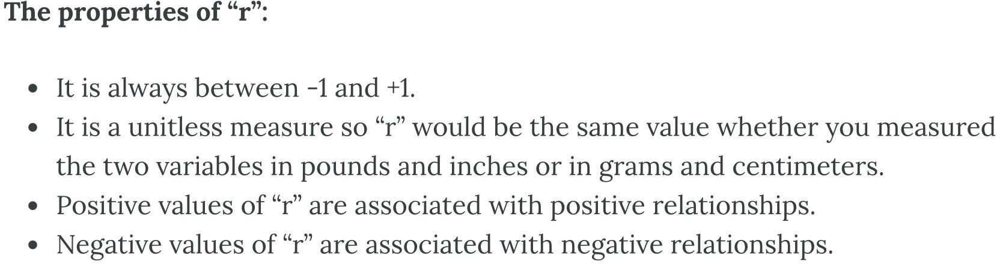 The properties of “r”:
• It is always between -1 and +1.
• It is a unitless measure so “r” would be the same value whether you measured
the two variables in pounds and inches or in grams and centimeters.
• Positive values of “r” are associated with positive relationships.
• Negative values of “r” are associated with negative relationships.